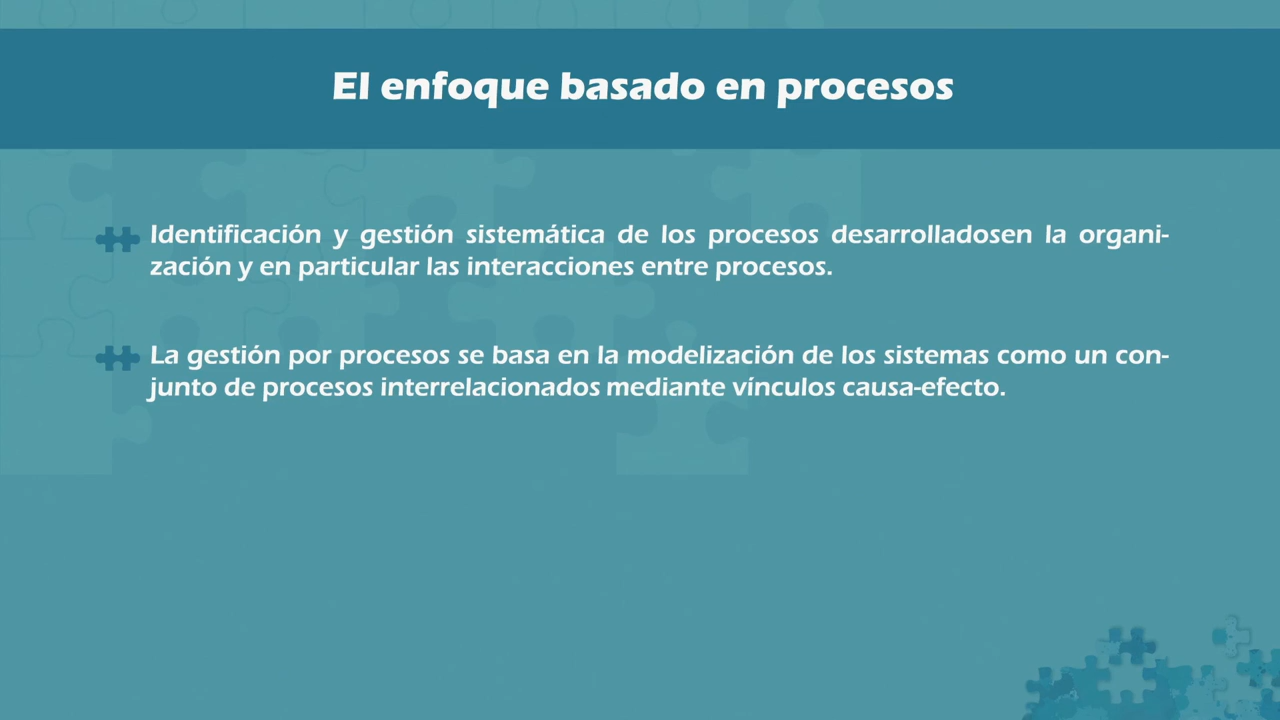 El enfoque basado en procesos
Identificación y gestión sistemática de los procesos desarrolladosen la organi-
zación y en particular las interacciones entre procesos.
La gestión por procesos se basa en la modelización de los sistemas como un con-
junto de procesos interrelacionados mediante vínculos causa-efecto.